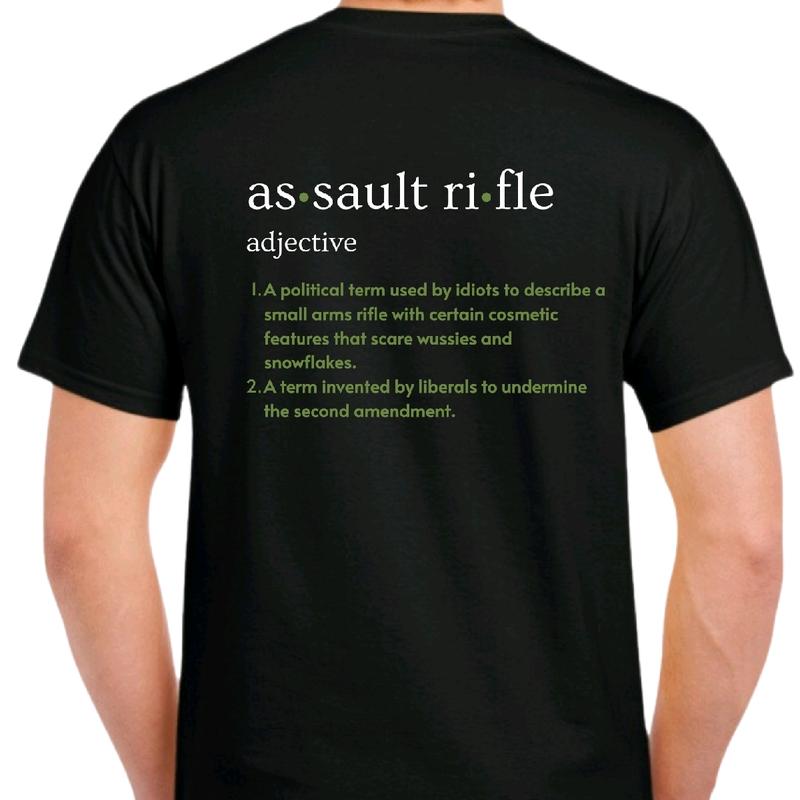 as•sault ri•fle
adjective
1. A political term used by idiots to describe a
small arms rifle with certain cosmetic
features that scare wussies and
snowflakes.
2. A term invented by liberals to undermine
the second amendment.